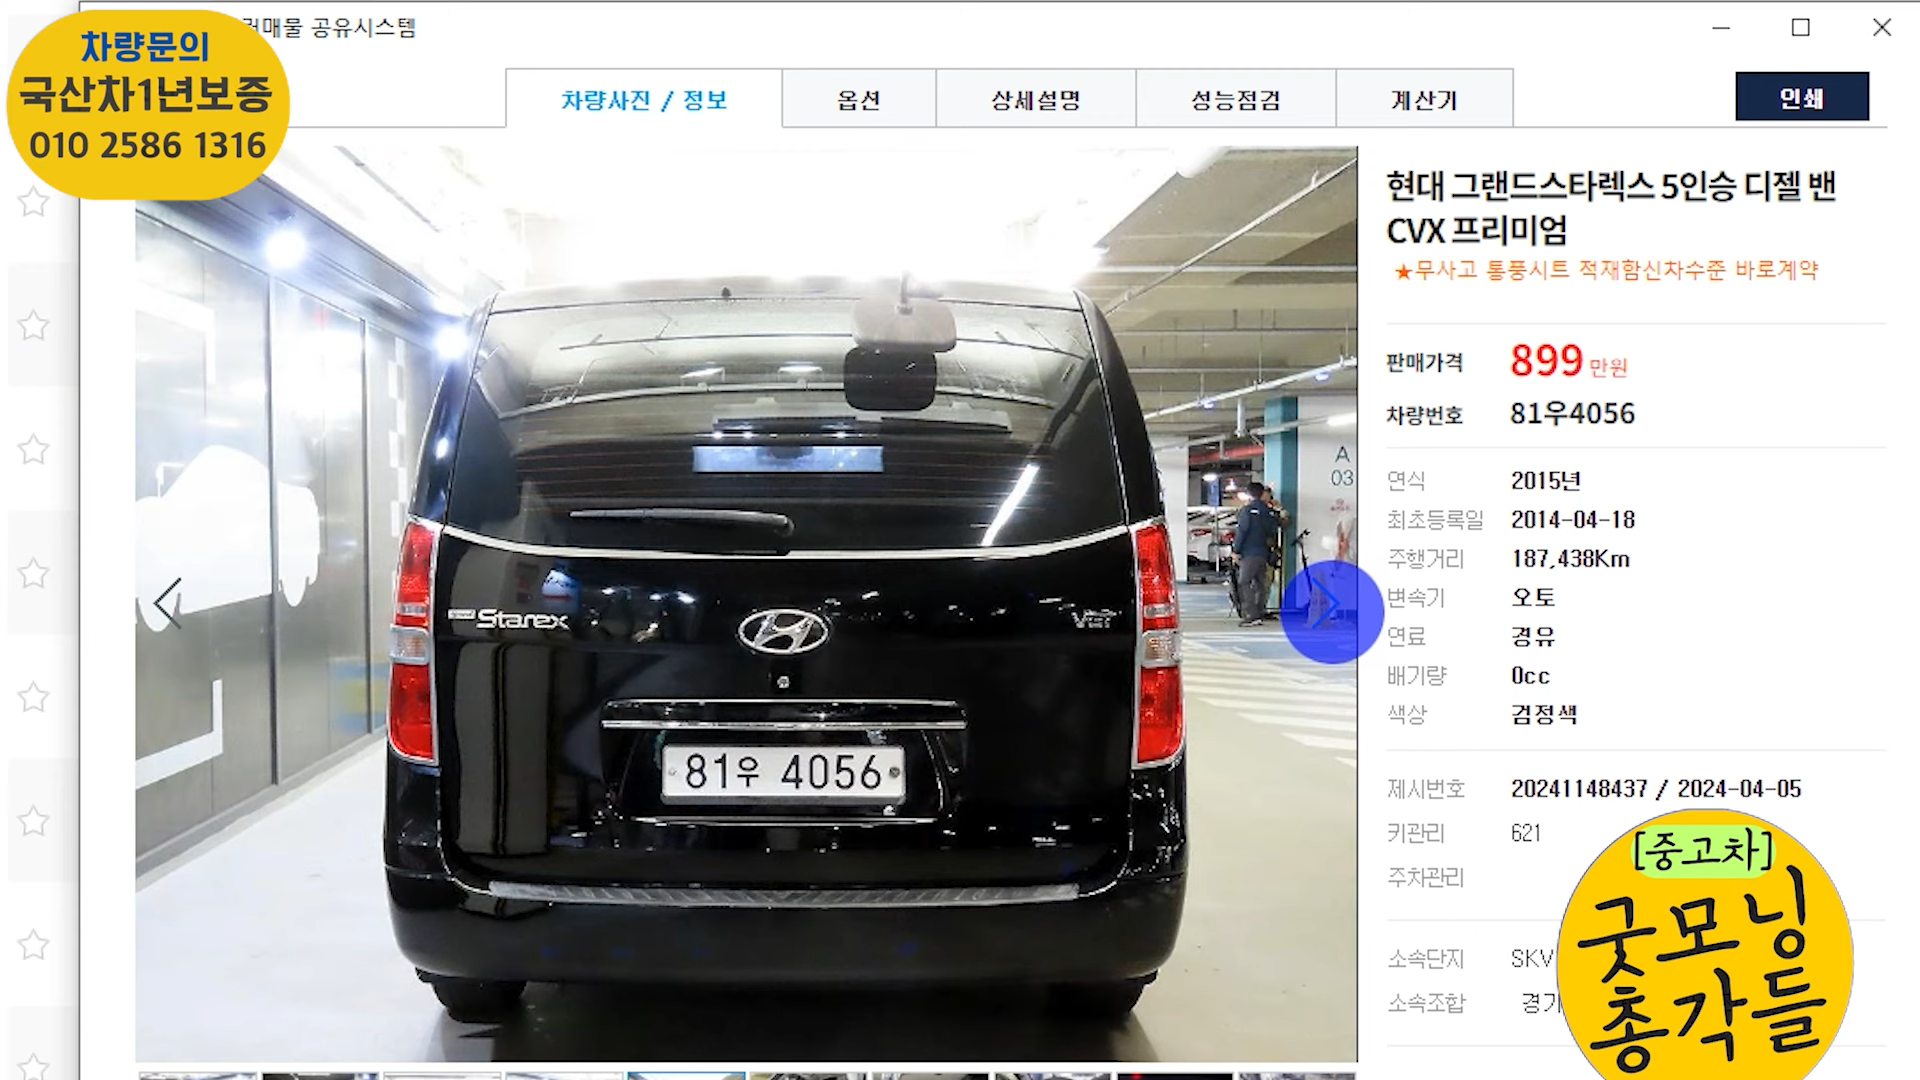 차량문의
국산차1년보증
010 2586 1316
매물 공유시스템
차량사진 / 정보
옵션
상세설명
성능점검
계산기
인쇄
현대 그랜드스타렉스 5인승 디젤 밴
CVX 프리미엄
★무사고 통풍시트 적재함신차수준 바로계약
판매가격 899만원
차량번호 81우4056
연식 2015년
최초등록일 2014-04-18
주행거리 187,438Km
변속기 오토
연료 경유
배기량 0cc
색상 검정색
제시번호 20241148437 / 2024-04-05
키관리 621
주차관리
소속단지 SKV
소속조합 경기
A
03
Starex
VGT
81우 4056
[중고차]
굿모닝
총각들